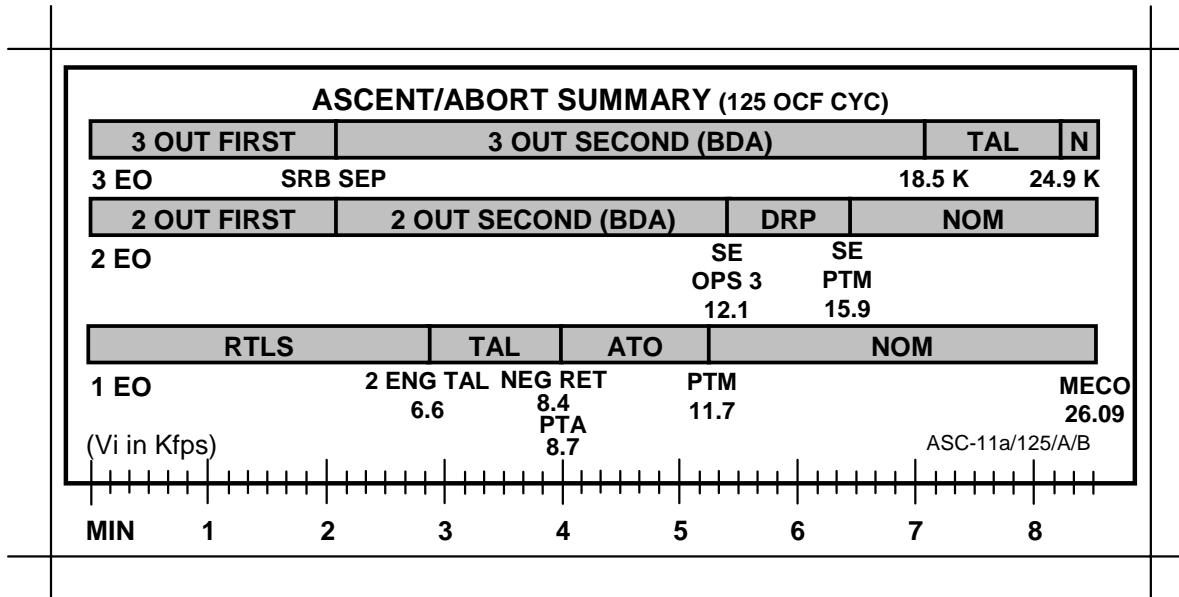 ASCENT/ABORT SUMMARY (125 OCF CYC)
3 OUT FIRST 3 OUT SECOND (BDA) TAL N
3 EO SRB SEP 18.5 K 24.9 K
2 OUT FIRST 2 OUT SECOND (BDA) DRP NOM
2 EO SE SE
OPS 3 PTM
12.1 15.9
RTLS TAL ATO NOM
1 EO 2 ENG TAL NEG RET PTM MECO
6.6 8.4 11.7 26.09
PTA
(Vi in Kfps) 8.7 ASC-11a/125/A/B
MIN 1 2 3 4 5 6 7 8